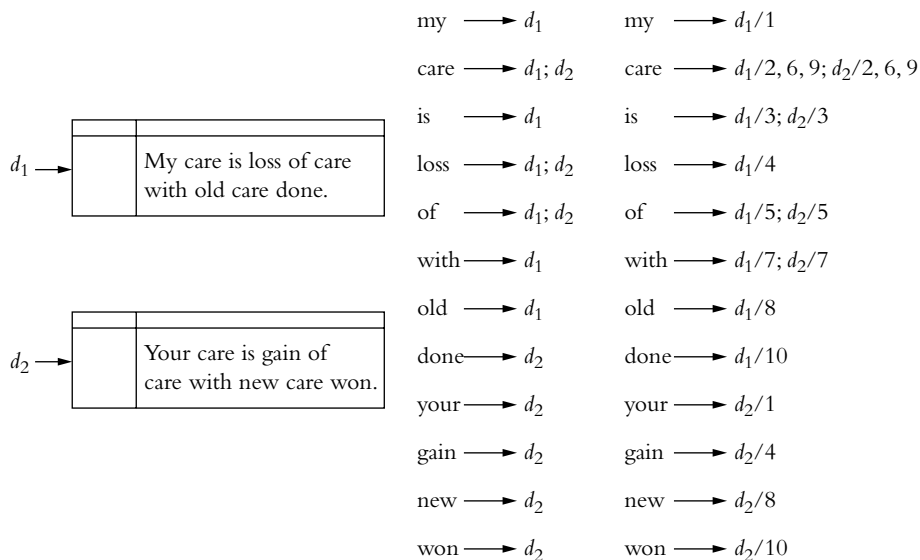 my d1 my d1/1
care d1; d2 care d1/2, 6, 9; d2/2, 6, 9
is d1 is d1/3; d2/3
d1 My care is loss of care
with old care done.
loss d1; d2 loss d1/4
of d1; d2 of d1/5; d2/5
with d1 with d1/7; d2/7
old d1 old d1/8
d2 Your care is gain of
care with new care won.
done d2 done d1/10
your d2 your d2/1
gain d2 gain d2/4
new d2 new d2/8
won d2 won d2/10